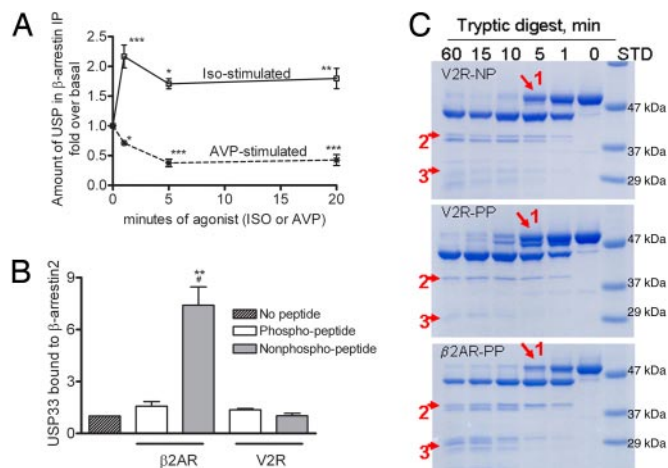 A
Amount of USP in β-arrestin IP
fold over basal
2.5
2.0
1.5
1.0
0.5
0.0
***
*
**
Iso-stimulated
*
***
***
AVP-stimulated
0 5 10 15 20
minutes of agonist (ISO or AVP)
B
USP33 bound to β-arrestin2
9
6
3
0
**
#
No peptide
Phospho-peptide
Nonphospho-peptide
β2AR V2R
C
Tryptic digest, min
60 15 10 5 1 0 STD
V2R-NP
1
2
3
47 kDa
37 kDa
29 kDa
V2R-PP
1
2
3
47 kDa
37 kDa
29 kDa
β2AR-PP
1
2
3
47 kDa
37 kDa
29 kDa